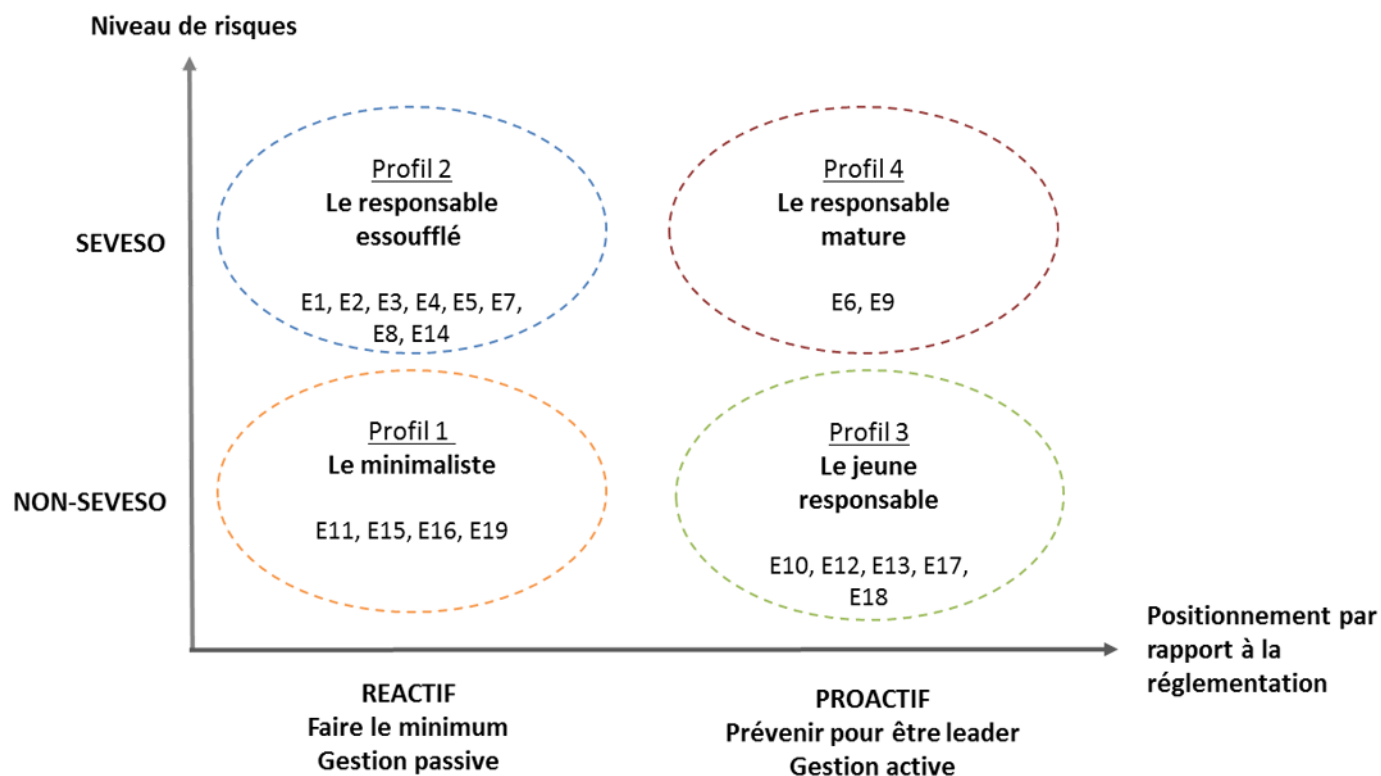 Niveau de risques
Profil 2
Le responsable
essoufflé
E1, E2, E3, E4, E5, E7,
E8, E14
Profil 4
Le responsable
mature
E6, E9
SEVESO
Profil 1
Le minimaliste
E11, E15, E16, E19
Profil 3
Le jeune
responsable
E10, E12, E13, E17,
E18
NON-SEVESO
Positionnement par
rapport à la
réglementation
REACTIF
Faire le minimum
Gestion passive
PROACTIF
Prévenir pour être leader
Gestion active